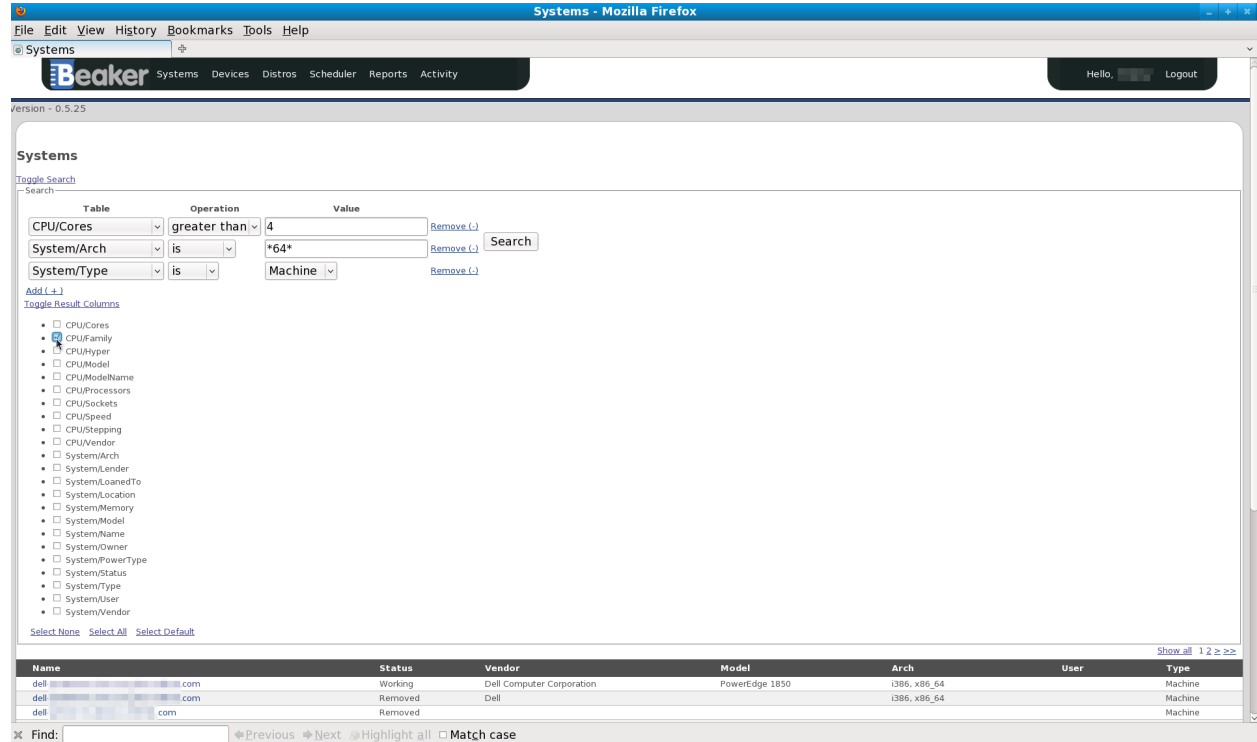 Systems - Mozilla Firefox
File Edit View History Bookmarks Tools Help
Systems
Beaker Systems Devices Distros Scheduler Reports Activity Hello, Logout
Version - 0.5.25
Systems
Toggle Search
Search
Table Operation Value
CPU/Cores greater than 4 Remove (-)
Search
System/Arch is *64* Remove (-)
System/Type is Machine Remove (-)
Add ( + )
Toggle Result Columns
CPU/Cores
CPU/Family
CPU/Hyper
CPU/Model
CPU/ModelName
CPU/Processors
CPU/Sockets
CPU/Speed
CPU/Stepping
CPU/Vendor
System/Arch
System/Lender
System/LoanedTo
System/Location
System/Memory
System/Model
System/Name
System/Owner
System/PowerType
System/Status
System/Type
System/User
System/Vendor
Select None Select All Select Default
Show all 1 2 > >>
Name Status Vendor Model Arch User Type
dell- .com Working Dell Computer Corporation PowerEdge 1850 i386, x86_64 Machine
dell- .com Removed Dell i386, x86_64 Machine
dell- com Removed Machine
Find: Previous Next Highlight all Match case